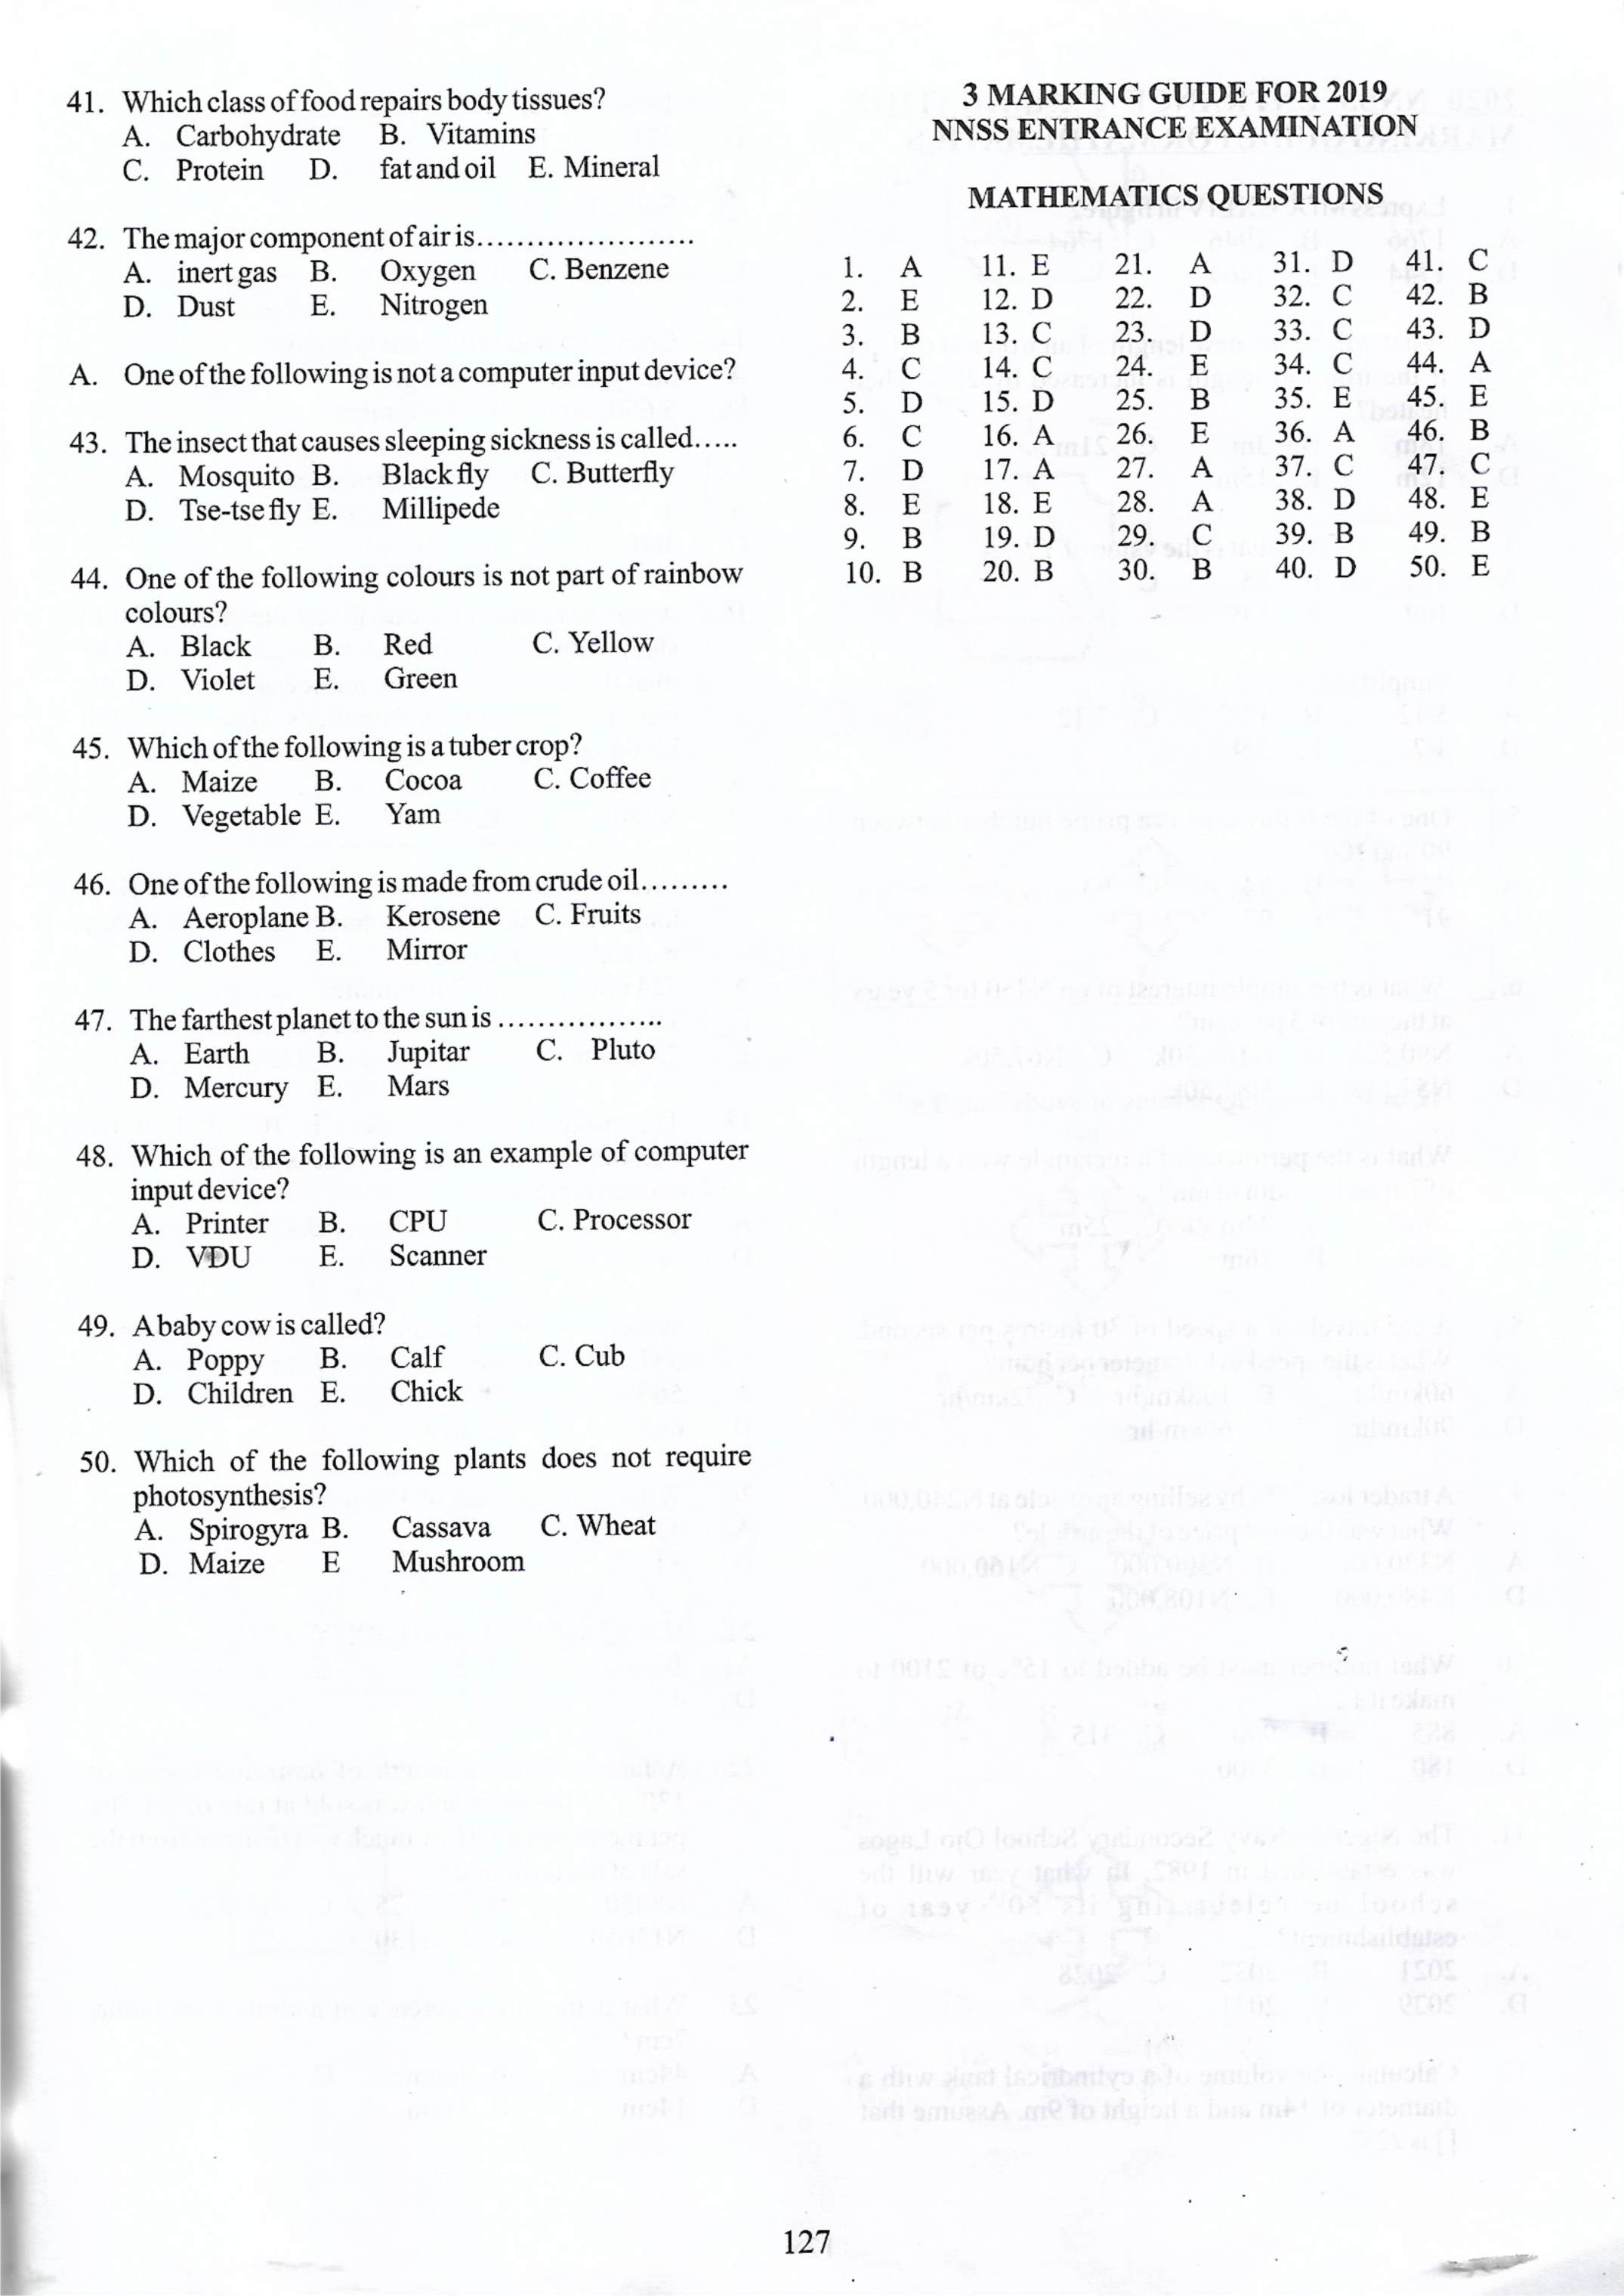 41. Which class of food repairs body tissues?
A. Carbohydrate B. Vitamins
C. Protein D. fat and oil E. Mineral
42. The major component of air is......................
A. inert gas B. Oxygen C. Benzene
D. Dust E. Nitrogen
A. One of the following is not a computer input device?
43. The insect that causes sleeping sickness is called.....
A. Mosquito B. Black fly C. Butterfly
D. Tse-tse fly E. Millipede
44. One of the following colours is not part of rainbow
colours?
A. Black B. Red C. Yellow
D. Violet E. Green
45. Which of the following is a tuber crop?
A. Maize B. Cocoa C. Coffee
D. Vegetable E. Yam
46. One of the following is made from crude oil.........
A. Aeroplane B. Kerosene C. Fruits
D. Clothes E. Mirror
47. The farthest planet to the sun is .................
A. Earth B. Jupitar C. Pluto
D. Mercury E. Mars
48. Which of the following is an example of computer
input device?
A. Printer B. CPU C. Processor
D. VDU E. Scanner
49. A baby cow is called?
A. Poppy B. Calf C. Cub
D. Children E. Chick
50. Which of the following plants does not require
photosynthesis?
A. Spirogyra B. Cassava C. Wheat
D. Maize E Mushroom
3 MARKING GUIDE FOR 2019
NNSS ENTRANCE EXAMINATION
MATHEMATICS QUESTIONS
1. A 11. E 21. A 31. D 41. C
2. E 12. D 22. D 32. C 42. B
3. B 13. C 23. D 33. C 43. D
4. C 14. C 24. E 34. C 44. A
5. D 15. D 25. B 35. E 45. E
6. C 16. A 26. E 36. A 46. B
7. D 17. A 27. A 37. C 47. C
8. E 18. E 28. A 38. D 48. E
9. B 19. D 29. C 39. B 49. B
10. B 20. B 30. B 40. D 50. E
127